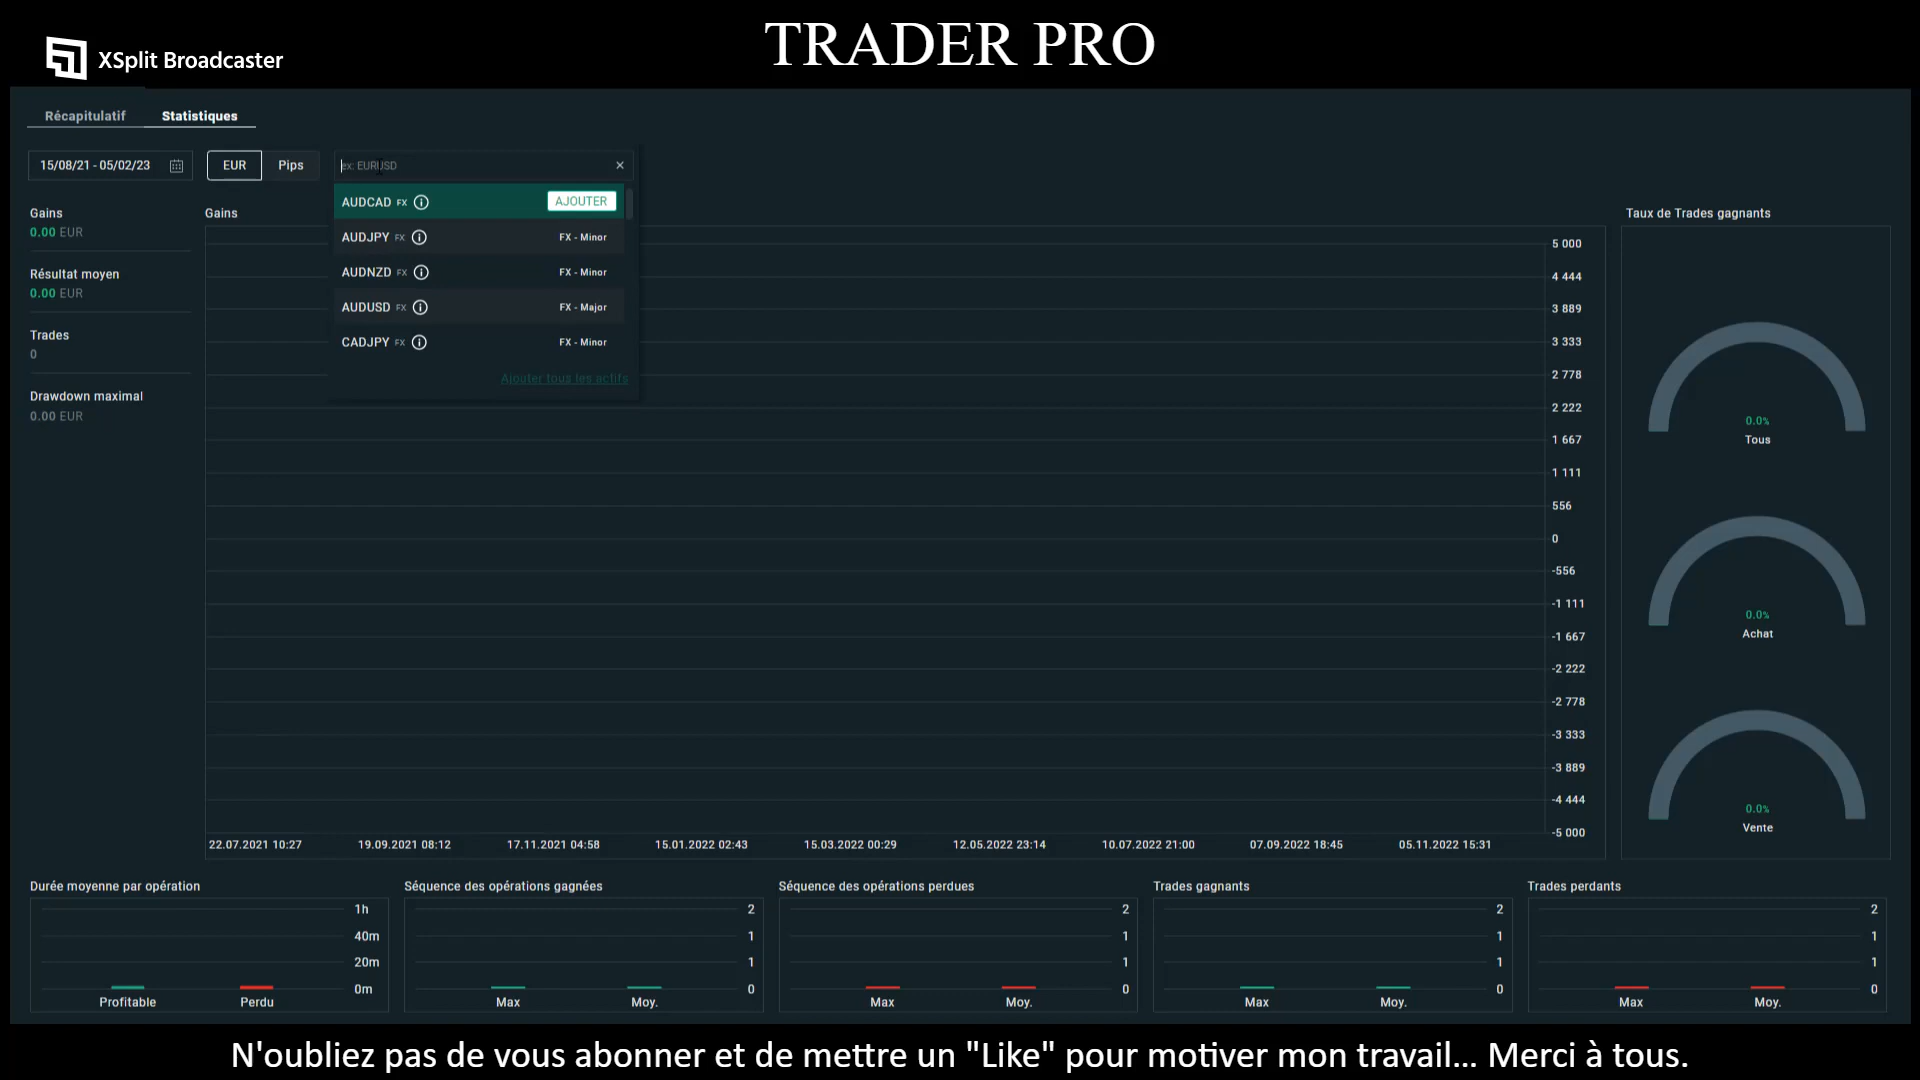 TRADER PRO
XSplit Broadcaster
Récapitulatif
Statistiques
15/08/21 - 05/02/23
EUR
Pips
ex: EURUSD
AUDCAD FX
AJOUTER
AUDJPY FX
FX - Minor
AUDNZD FX
FX - Minor
AUDUSD FX
FX - Major
CADJPY FX
FX - Minor
Ajouter tous les actifs
Gains
0.00 EUR
Résultat moyen
0.00 EUR
Trades
0
Drawdown maximal
0.00 EUR
Gains
5 000
4 444
3 889
3 333
2 778
2 222
1 667
1 111
556
0
-556
-1 111
-1 667
-2 222
-2 778
-3 333
-3 889
-4 444
-5 000
22.07.2021 10:27
19.09.2021 08:12
17.11.2021 04:58
15.01.2022 02:43
15.03.2022 00:29
12.05.2022 23:14
10.07.2022 21:00
07.09.2022 18:45
05.11.2022 15:31
Taux de Trades gagnants
0.0%
Tous
0.0%
Achat
0.0%
Vente
Durée moyenne par opération
1h
40m
20m
0m
Profitable
Perdu
Séquence des opérations gagnées
2
1
1
0
Max
Moy.
Séquence des opérations perdues
2
1
1
0
Max
Moy.
Trades gagnants
2
1
1
0
Max
Moy.
Trades perdants
2
1
1
0
Max
Moy.
N'oubliez pas de vous abonner et de mettre un "Like" pour motiver mon travail... Merci à tous.